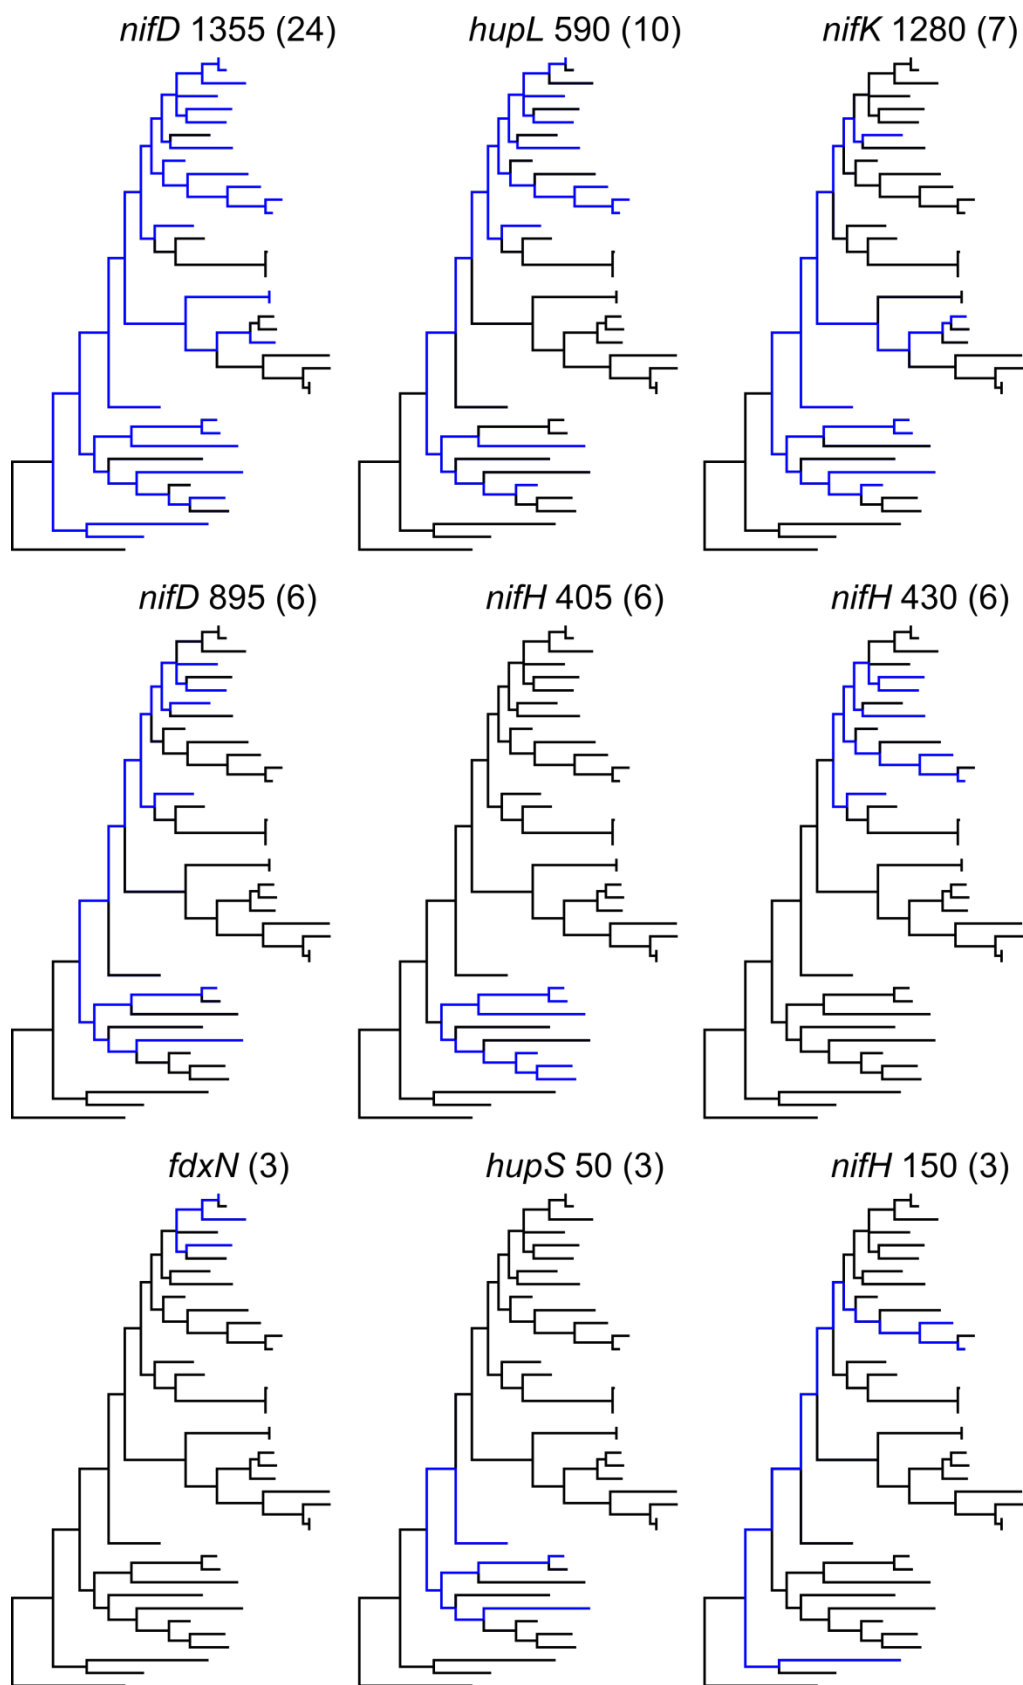 nifD 1355 (24)
hupL 590 (10)
nifK 1280 (7)
nifD 895 (6)
nifH 405 (6)
nifH 430 (6)
fdxN (3)
hupS 50 (3)
nifH 150 (3)